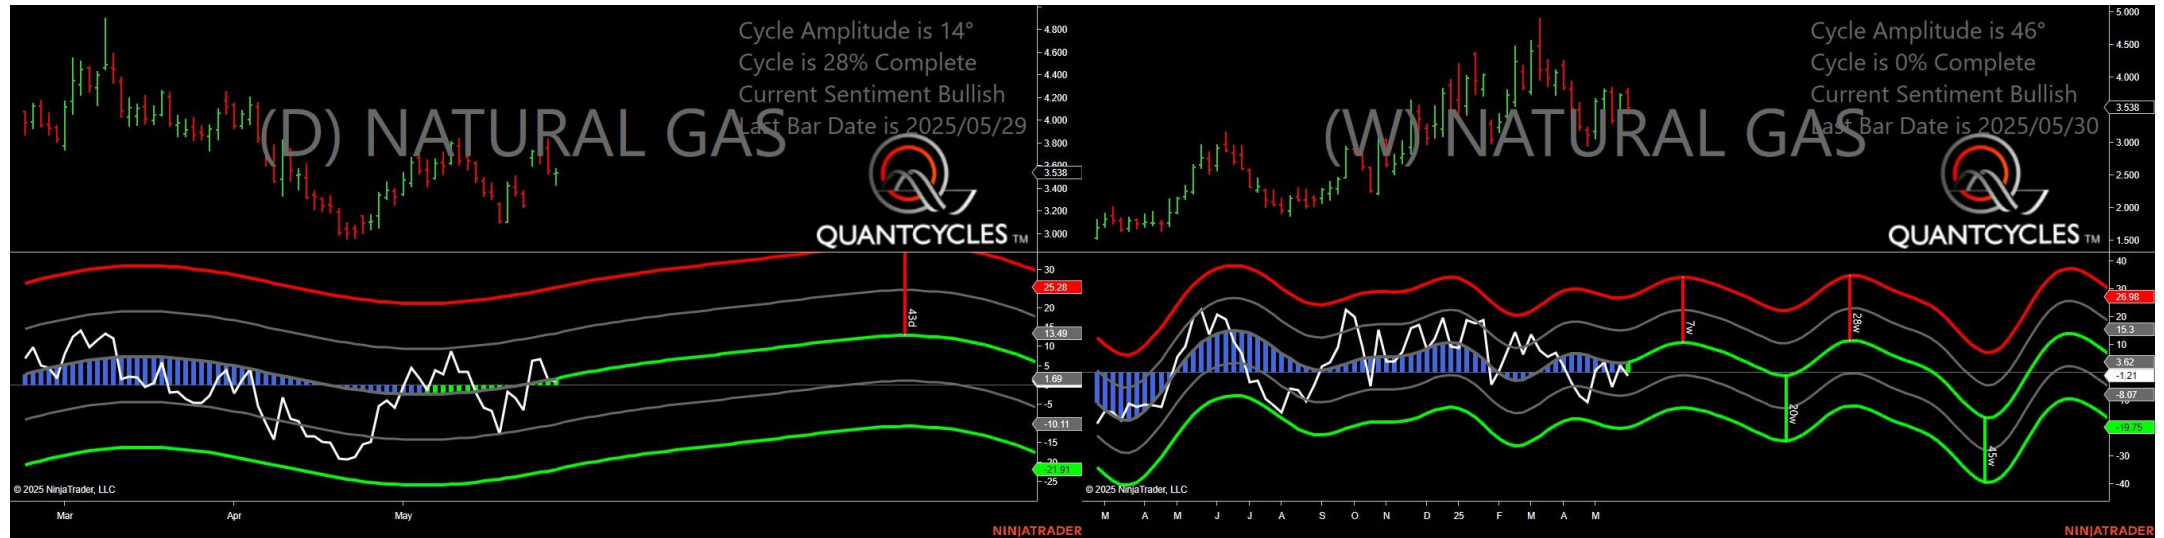 Cycle Amplitude is 14°
Cycle is 28% Complete
Current Sentiment Bullish
Last Bar Date is 2025/05/29
(D) NATURAL GAS
QUANTCYCLES TM
4.800
4.600
4.400
4.200
4.000
3.800
3.600
3.538
3.400
3.200
3.000
30
25.28
20
13.49
10
5
1.69
-5
-10.11
-15
-20
-21.91
-25
43d
© 2025 NinjaTrader, LLC
Mar Apr May
NINJATRADER
Cycle Amplitude is 46°
Cycle is 0% Complete
Current Sentiment Bullish
Last Bar Date is 2025/05/30
(W) NATURAL GAS
QUANTCYCLES TM
5.000
4.500
4.000
3.538
3.000
2.500
2.000
1.500
40
30
26.98
20
15.3
10
3.62
-1.21
-8.07
-19.75
-30
-40
7w
20w
28w
45w
© 2025 NinjaTrader, LLC
M A M J J A S O N D 25 F M A M
NINJATRADER